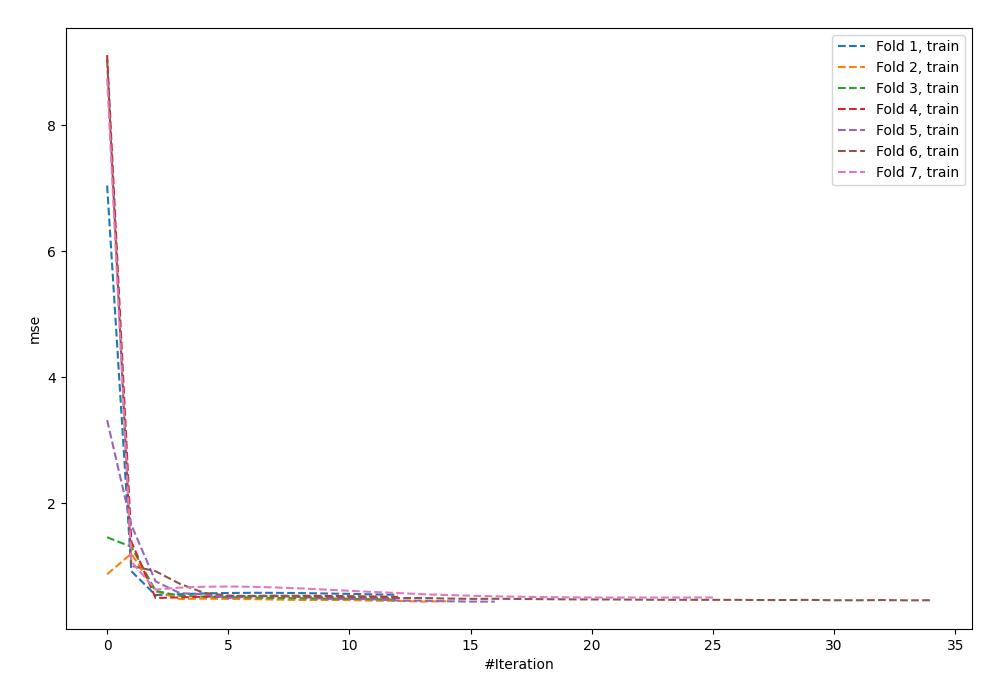 Fold 1, train
Fold 2, train
Fold 3, train
Fold 4, train
Fold 5, train
Fold 6, train
Fold 7, train
8
6
4
2
mse
0 5 10 15 20 25 30 35
#Iteration